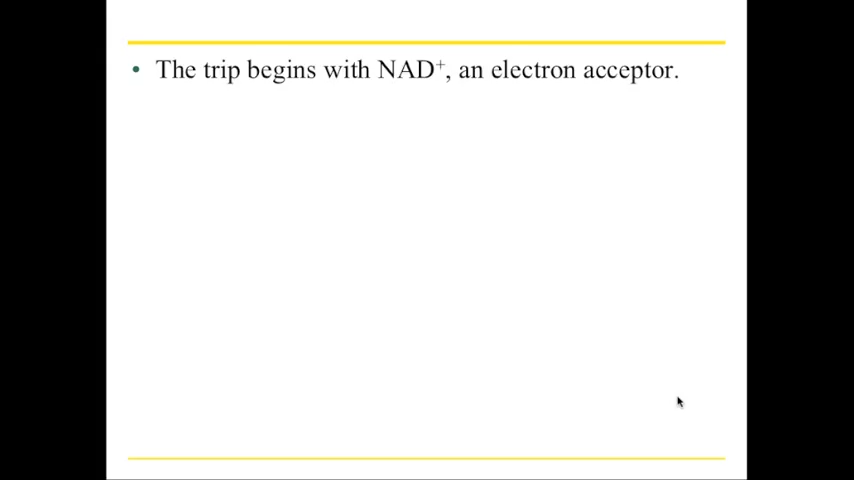 • The trip begins with NAD⁺, an electron acceptor.